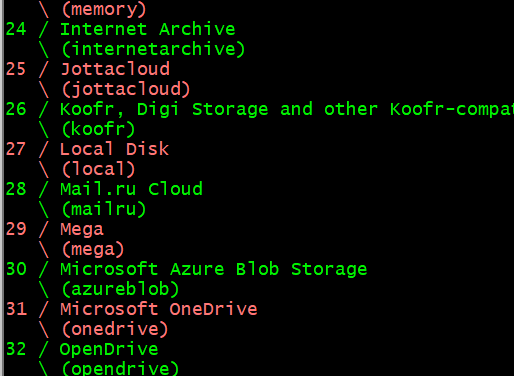 \ (memory)
24 / Internet Archive
\ (internetarchive)
25 / Jottacloud
\ (jottacloud)
26 / Koofr, Digi Storage and other Koofr-compat
\ (koofr)
27 / Local Disk
\ (local)
28 / Mail.ru Cloud
\ (mailru)
29 / Mega
\ (mega)
30 / Microsoft Azure Blob Storage
\ (azureblob)
31 / Microsoft OneDrive
\ (onedrive)
32 / OpenDrive
\ (opendrive)